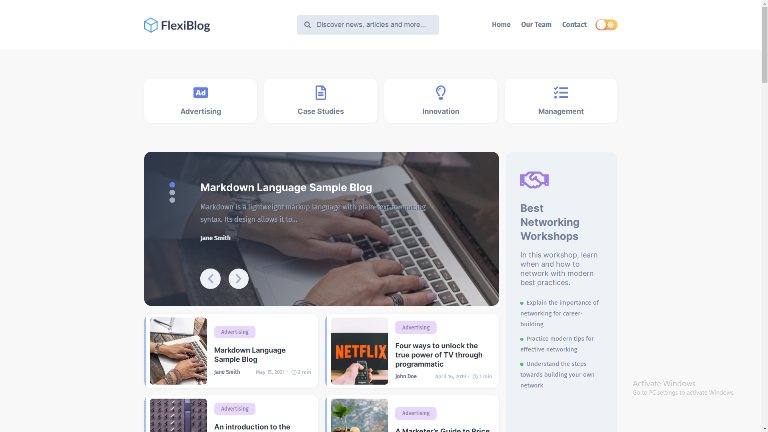 FlexiBlog
Discover news, articles and more...
Home
Our Team
Contact
Ad
Advertising
Case Studies
Innovation
Management
Markdown Language Sample Blog
Markdown is a lightweight markup language with plain-text-formatting
syntax. Its design allows it to...
Jane Smith
Best
Networking
Workshops
In this workshop, learn
when and how to
network with modern
best practices.
Explain the importance of
networking for career-
building
Practice modern tips for
effective networking
Understand the steps
towards building your own
network
Advertising
Markdown Language
Sample Blog
Jane Smith
May 15, 2021 · 2 min
NETFLIX
Advertising
Four ways to unlock the
true power of TV through
programmatic
John Doe
April 16, 2019 · 1 min
Advertising
An introduction to the
Advertising
A Marketer's Guide to Price
Activate Windows
Go to PC settings to activate Windows.